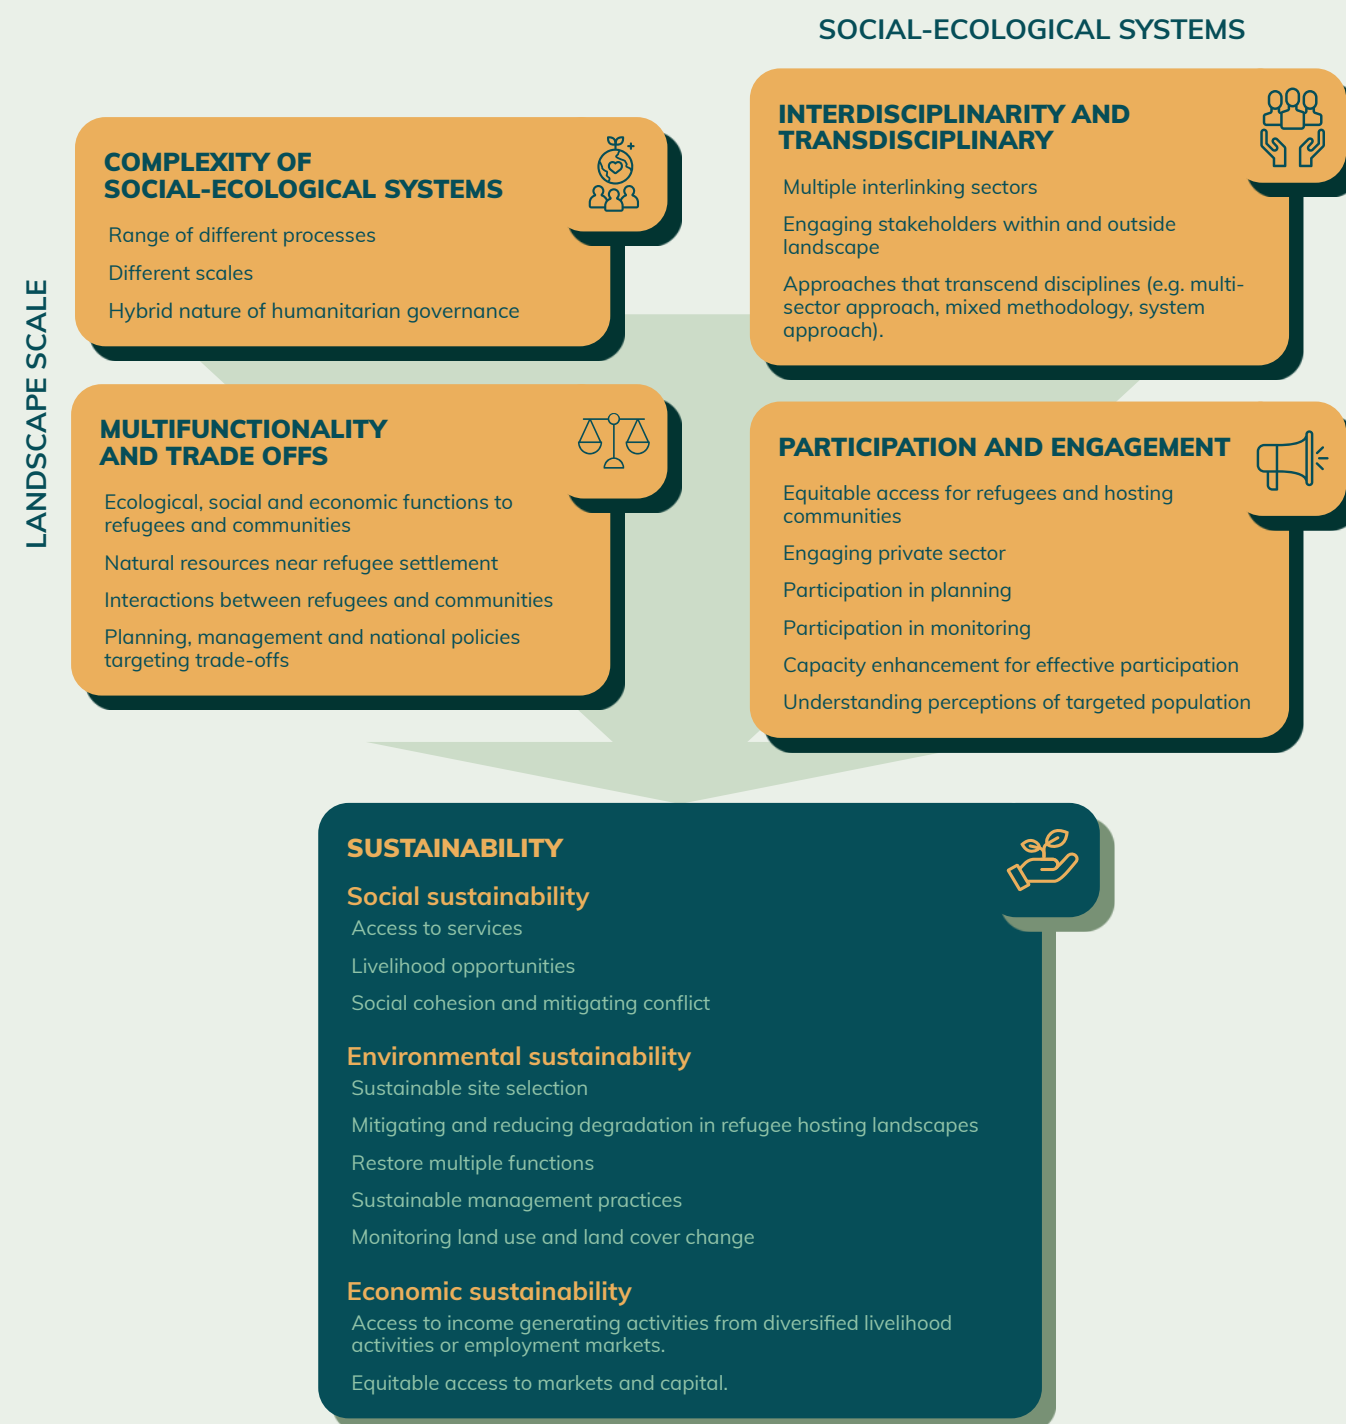 SOCIAL-ECOLOGICAL SYSTEMS
LANDSCAPE SCALE
COMPLEXITY OF
SOCIAL-ECOLOGICAL SYSTEMS
Range of different processes
Different scales
Hybrid nature of humanitarian governance
INTERDISCIPLINARITY AND
TRANSDISCIPLINARY
Multiple interlinking sectors
Engaging stakeholders within and outside
landscape
Approaches that transcend disciplines (e.g. multi-
sector approach, mixed methodology, system
approach).
MULTIFUNCTIONALITY
AND TRADE OFFS
Ecological, social and economic functions to
refugees and communities
Natural resources near refugee settlement
Interactions between refugees and communities
Planning, management and national policies
targeting trade-offs
PARTICIPATION AND ENGAGEMENT
Equitable access for refugees and hosting
communities
Engaging private sector
Participation in planning
Participation in monitoring
Capacity enhancement for effective participation
Understanding perceptions of targeted population
SUSTAINABILITY
Social sustainability
Access to services
Livelihood opportunities
Social cohesion and mitigating conflict
Environmental sustainability
Sustainable site selection
Mitigating and reducing degradation in refugee hosting landscapes
Restore multiple functions
Sustainable management practices
Monitoring land use and land cover change
Economic sustainability
Access to income generating activities from diversified livelihood
activities or employment markets.
Equitable access to markets and capital.